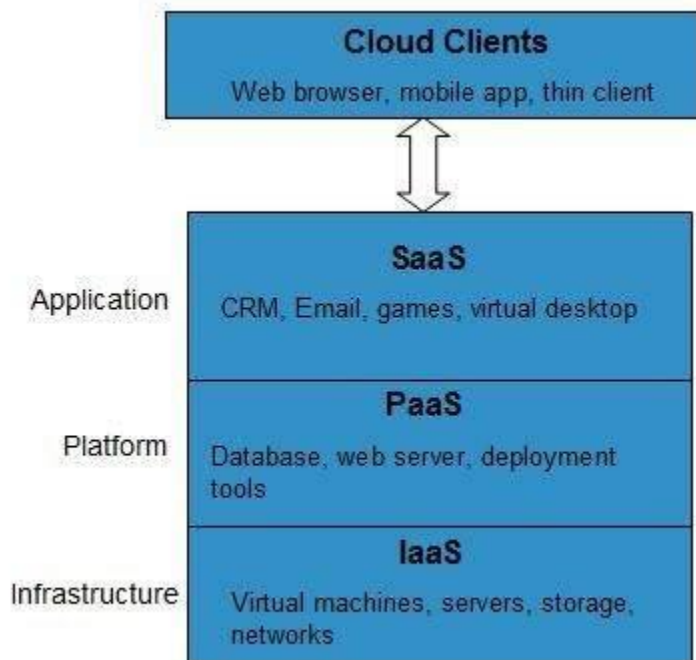 Cloud Clients
Web browser, mobile app, thin client
SaaS
Application
CRM, Email, games, virtual desktop
PaaS
Platform
Database, web server, deployment
tools
IaaS
Infrastructure
Virtual machines, servers, storage,
networks